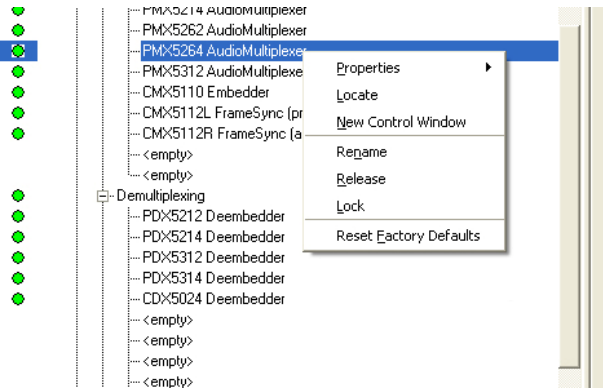 PMX5214 AudioMultiplexer
PMX5262 AudioMultiplexer
PMX5264 AudioMultiplexer
PMX5312 AudioMultiplexe
CMX5110 Embedder
CMX5112L FrameSync (pr
CMX5112R FrameSync (a
<empty>
<empty>
Demultiplexing
PDX5212 Deembedder
PDX5214 Deembedder
PDX5312 Deembedder
PDX5314 Deembedder
CDX5024 Deembedder
<empty>
<empty>
<empty>
<empty>
Properties
Locate
New Control Window
Rename
Release
Lock
Reset Factory Defaults